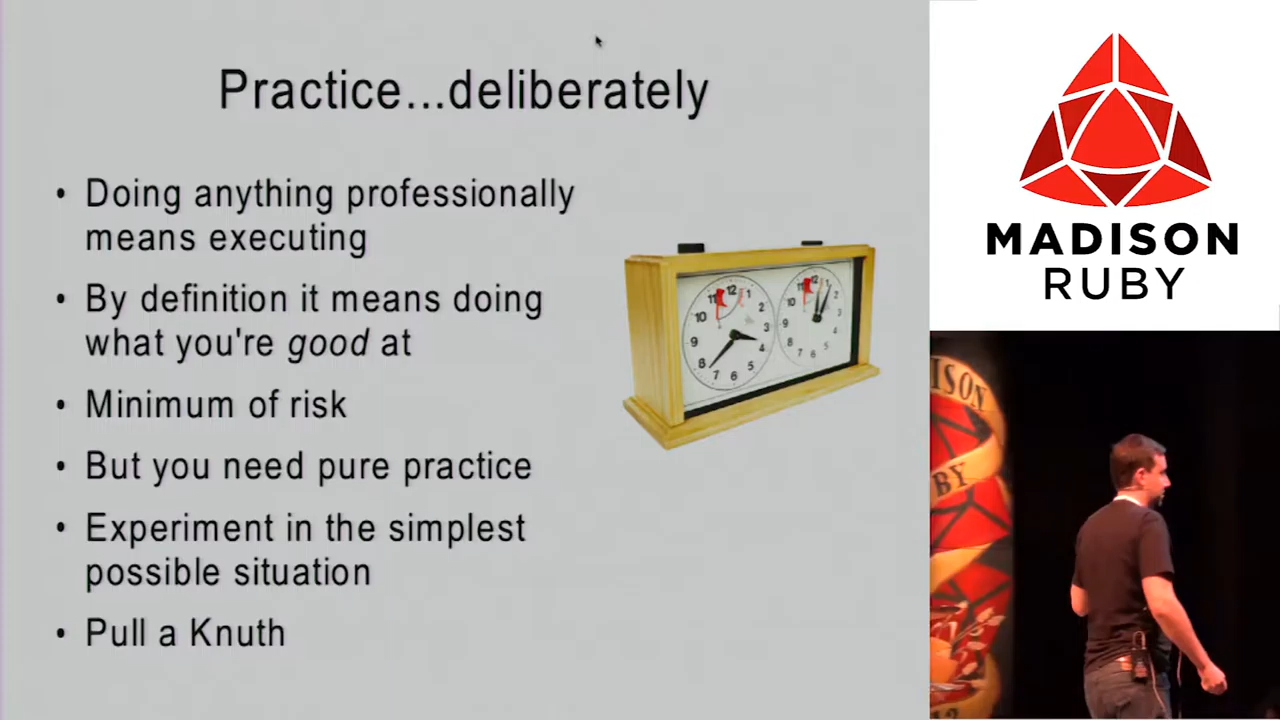 Practice...deliberately
• Doing anything professionally
means executing
• By definition it means doing
what you're good at
• Minimum of risk
• But you need pure practice
• Experiment in the simplest
possible situation
• Pull a Knuth
MADISON
RUBY